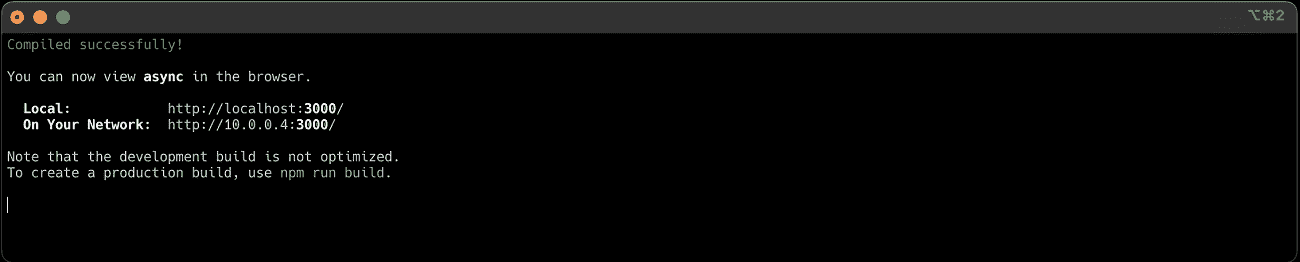 ⌥⌘2
Compiled successfully!
You can now view async in the browser.
Local: http://localhost:3000/
On Your Network: http://10.0.0.4:3000/
Note that the development build is not optimized.
To create a production build, use npm run build.